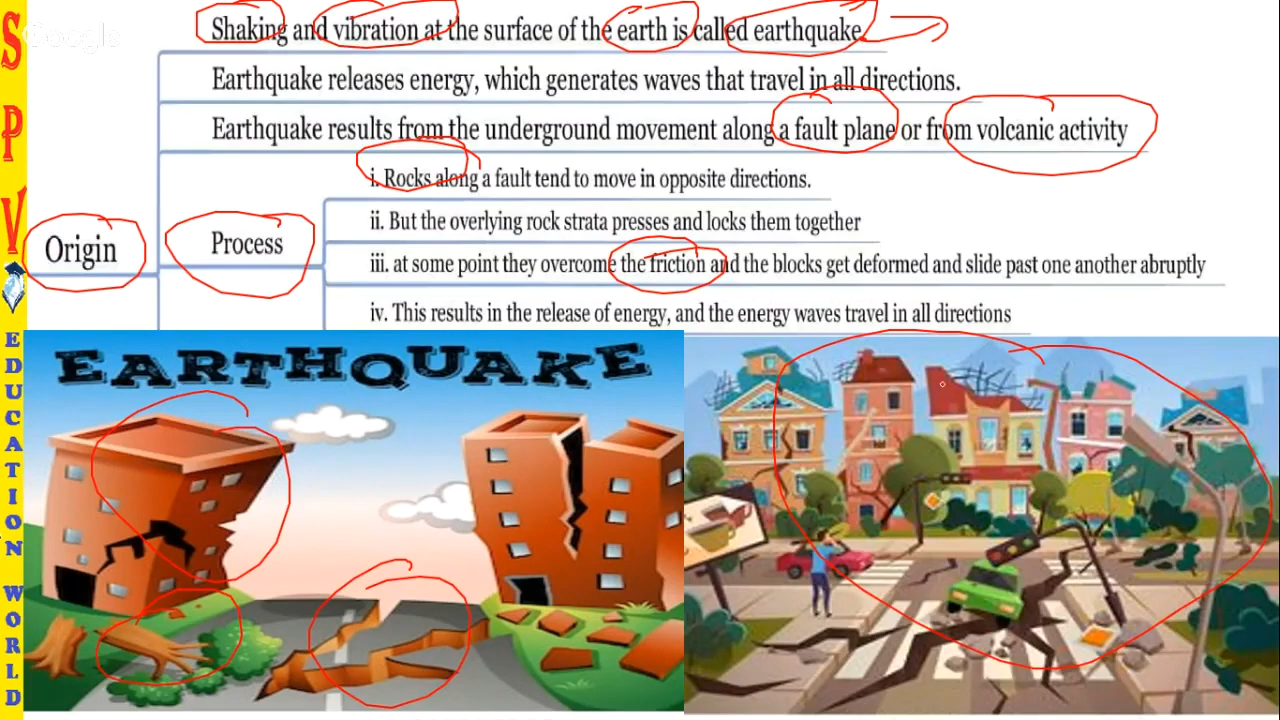 SPV EDUCATION WORLD
Google
Shaking and vibration at the surface of the earth is called earthquake
Earthquake releases energy, which generates waves that travel in all directions.
Earthquake results from the underground movement along a fault plane or from volcanic activity
i. Rocks along a fault tend to move in opposite directions.
Origin
Process
ii. But the overlying rock strata presses and locks them together
iii. at some point they overcome the friction and the blocks get deformed and slide past one another abruptly
iv. This results in the release of energy, and the energy waves travel in all directions
EARTHQUAKE